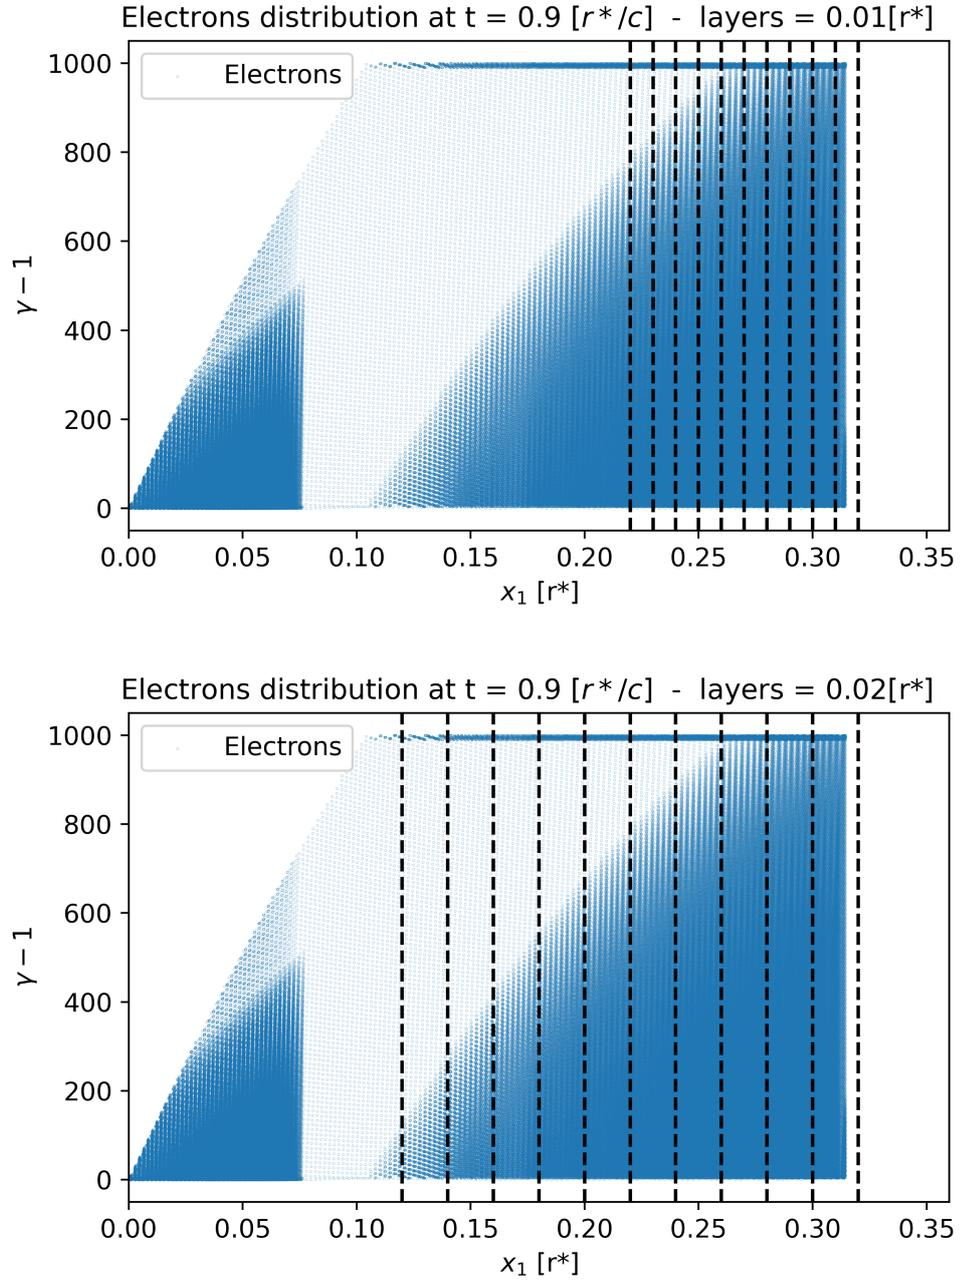 Electrons distribution at t = 0.9 [r*/c] - layers = 0.01[r*]
Electrons
1000
800
600
400
200
0
γ − 1
0.00 0.05 0.10 0.15 0.20 0.25 0.30 0.35
x₁ [r*]
Electrons distribution at t = 0.9 [r*/c] - layers = 0.02[r*]
Electrons
1000
800
600
400
200
0
γ − 1
0.00 0.05 0.10 0.15 0.20 0.25 0.30 0.35
x₁ [r*]